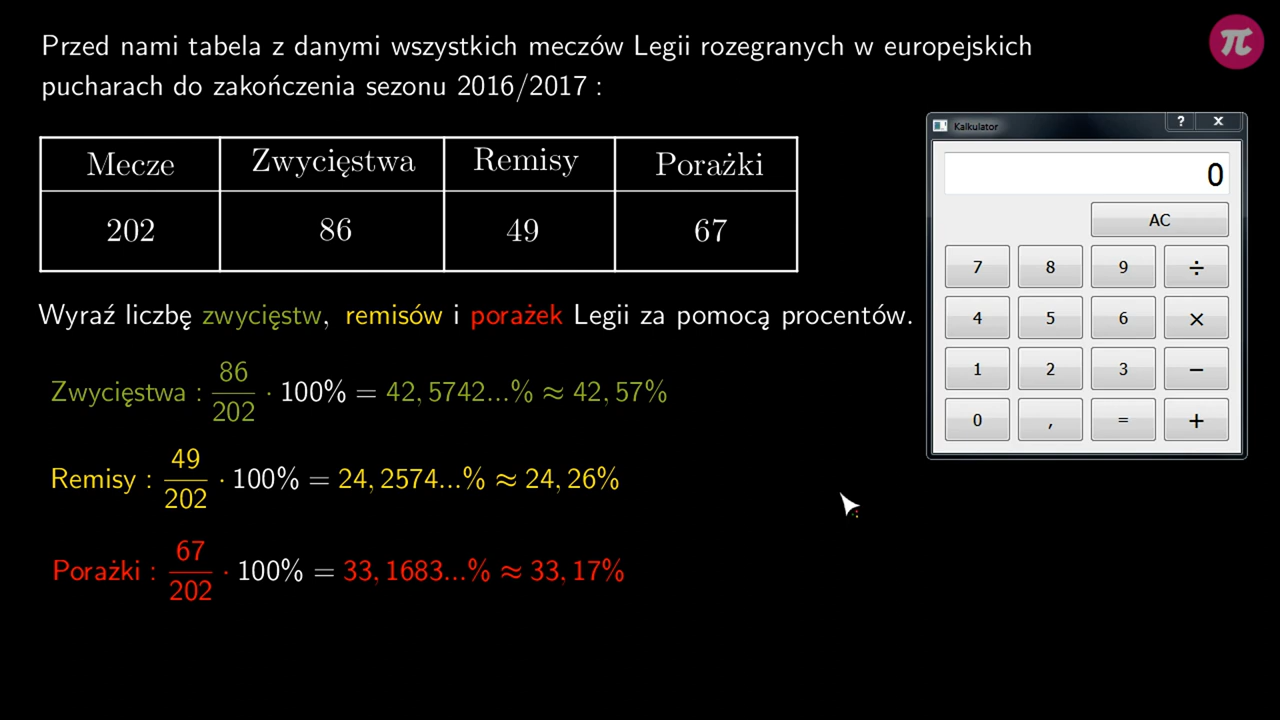 Przed nami tabela z danymi wszystkich meczów Legii rozegranych w europejskich
pucharach do zakończenia sezonu 2016/2017 :
π
Mecze Zwycięstwa Remisy Porażki
202 86 49 67
Wyraź liczbę zwycięstw, remisów i porażek Legii za pomocą procentów.
Zwycięstwa : 86/202 · 100% = 42,5742...% ≈ 42,57%
Remisy : 49/202 · 100% = 24,2574...% ≈ 24,26%
Porażki : 67/202 · 100% = 33,1683...% ≈ 33,17%
Kalkulator ? X
0
AC
7 8 9 ÷
4 5 6 ×
1 2 3 −
0 , = +